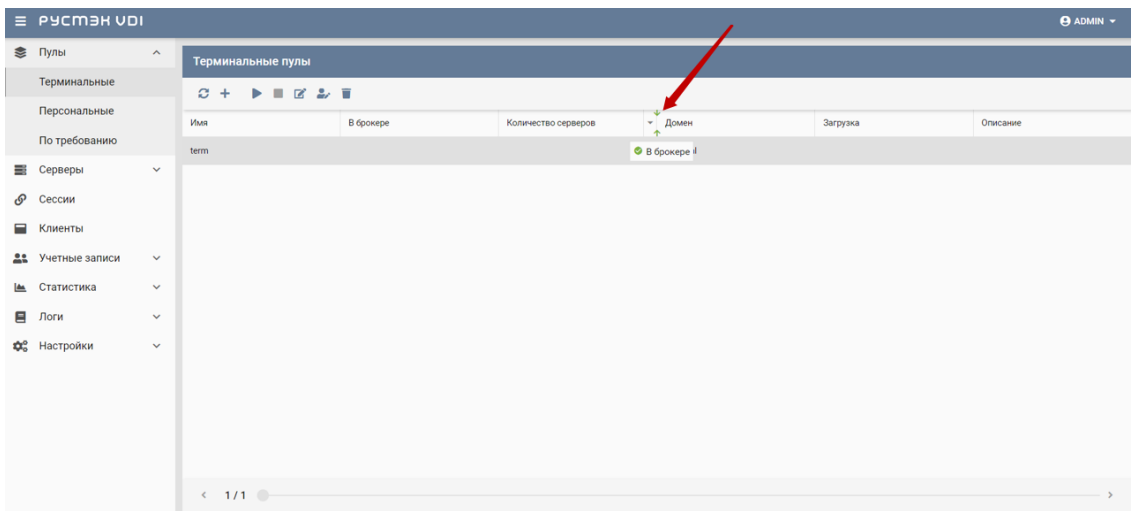 РУСТЭК VDI
ADMIN
Пулы
Терминальные
Персональные
По требованию
Серверы
Сессии
Клиенты
Учетные записи
Статистика
Логи
Настройки
Терминальные пулы
Имя В брокере Количество серверов Домен Загрузка Описание
term
В брокере
1 / 1